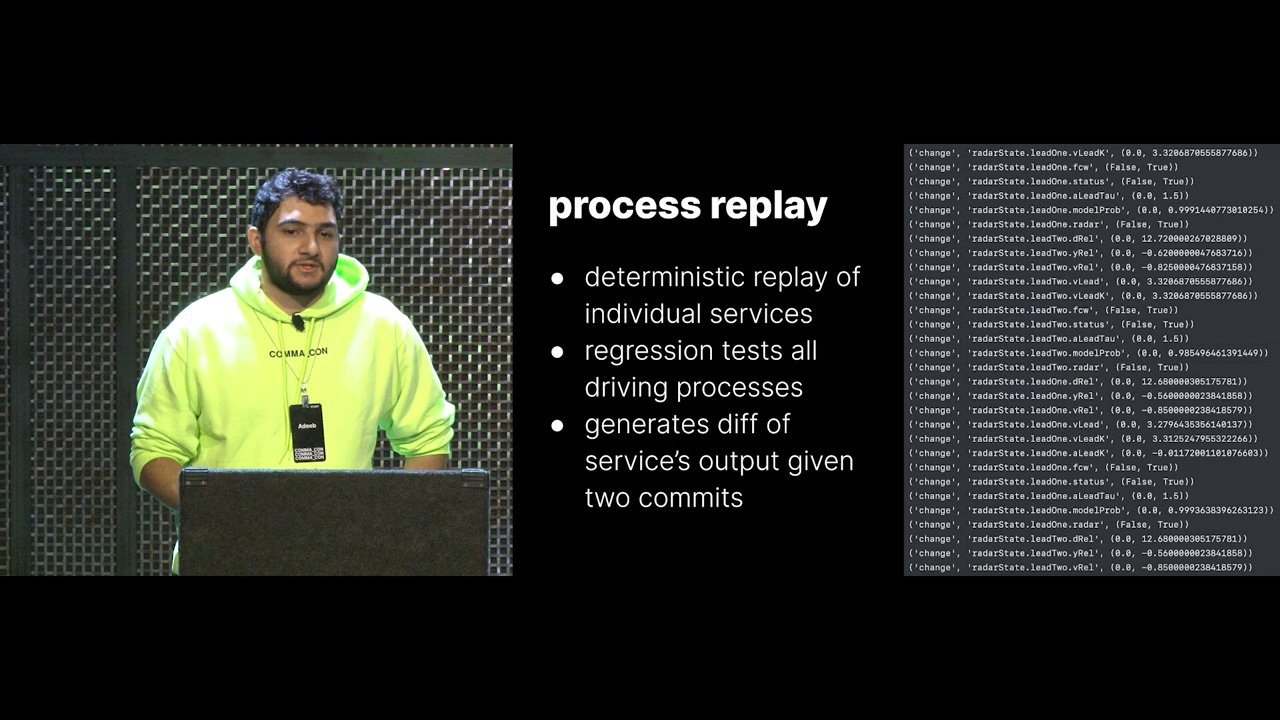 COMMA_CON
Adeeb
COMMA_CON
COMMA_CON
COMMA_CON
process replay
● deterministic replay of
individual services
● regression tests all
driving processes
● generates diff of
service’s output given
two commits
('change', 'radarState.leadOne.vLeadK', (0.0, 3.3206870555877686))
('change', 'radarState.leadOne.fcw', (False, True))
('change', 'radarState.leadOne.status', (False, True))
('change', 'radarState.leadOne.aLeadTau', (0.0, 1.5))
('change', 'radarState.leadOne.modelProb', (0.0, 0.9991440773010254))
('change', 'radarState.leadOne.radar', (False, True))
('change', 'radarState.leadTwo.dRel', (0.0, 12.720000267028809))
('change', 'radarState.leadTwo.yRel', (0.0, -0.6200000047683716))
('change', 'radarState.leadTwo.vRel', (0.0, -0.8250000476837158))
('change', 'radarState.leadTwo.vLead', (0.0, 3.3206870555877686))
('change', 'radarState.leadTwo.vLeadK', (0.0, 3.3206870555877686))
('change', 'radarState.leadTwo.fcw', (False, True))
('change', 'radarState.leadTwo.status', (False, True))
('change', 'radarState.leadTwo.aLeadTau', (0.0, 1.5))
('change', 'radarState.leadTwo.modelProb', (0.0, 0.985496461391449))
('change', 'radarState.leadTwo.radar', (False, True))
('change', 'radarState.leadOne.dRel', (0.0, 12.680000305175781))
('change', 'radarState.leadOne.yRel', (0.0, -0.5600000023841858))
('change', 'radarState.leadOne.vRel', (0.0, -0.8500000238418579))
('change', 'radarState.leadOne.vLead', (0.0, 3.2796435356140137))
('change', 'radarState.leadOne.vLeadK', (0.0, 3.3125247955322266))
('change', 'radarState.leadOne.aLeadK', (0.0, -0.0117200110107 6603))
('change', 'radarState.leadOne.fcw', (False, True))
('change', 'radarState.leadOne.status', (False, True))
('change', 'radarState.leadOne.aLeadTau', (0.0, 1.5))
('change', 'radarState.leadOne.modelProb', (0.0, 0.9993638396263123))
('change', 'radarState.leadOne.radar', (False, True))
('change', 'radarState.leadTwo.dRel', (0.0, 12.680000305175781))
('change', 'radarState.leadTwo.yRel', (0.0, -0.5600000023841858))
('change', 'radarState.leadTwo.vRel', (0.0, -0.8500000238418579))